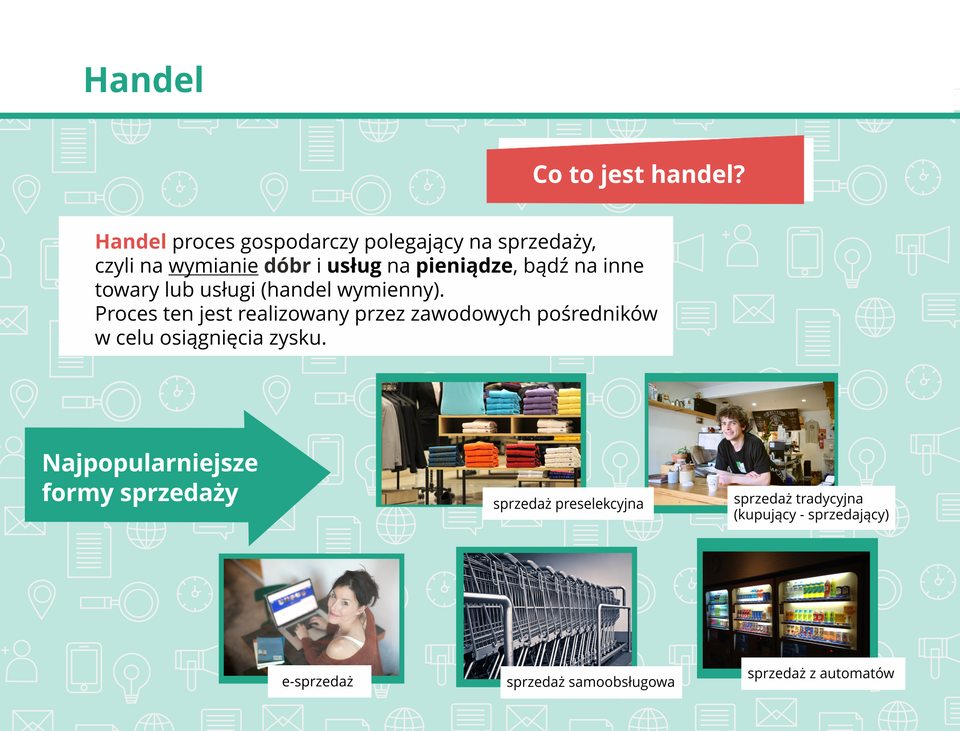 Handel
Co to jest handel?
Handel proces gospodarczy polegający na sprzedaży,
czyli na wymianie dóbr i usług na pieniądze, bądź na inne
towary lub usługi (handel wymienny).
Proces ten jest realizowany przez zawodowych pośredników
w celu osiągnięcia zysku.
Najpopularniejsze
formy sprzedaży
sprzedaż preselekcyjna
sprzedaż tradycyjna
(kupujący - sprzedający)
e-sprzedaż
sprzedaż samoobsługowa
sprzedaż z automatów